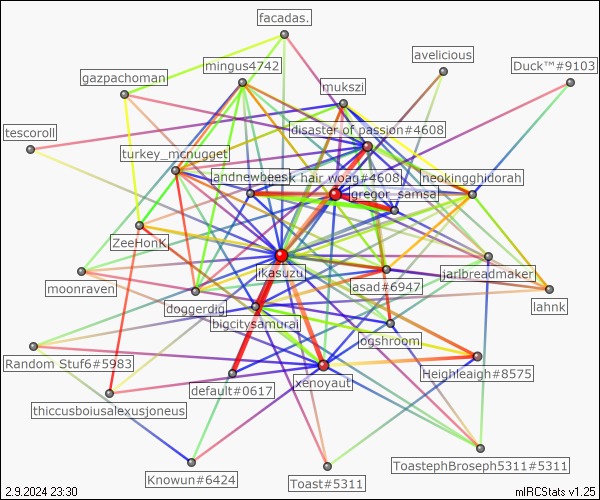 facadas.
avelicious
mingus4742
Duck™#9103
gazpachoman
mukszi
tescoroll
disaster of passion#4608
turkey_mcnugget
andnewbees
k hair woag#4608
neokingghidorah
gregor_samsa
ZeeHonK
ikasuzu
jarlbreadmaker
moonraven
asad#6947
doggerdig
lahnk
bigcitysamurai
ogshroom
Random Stuf6#5983
Heighleaigh#8575
default#0617
xenoyaut
thiccusboiusalexusjoneus
ToastephBroseph5311#5311
Knowun#6424
Toast#5311
2.9.2024 23:30
mIRCStats v1.25